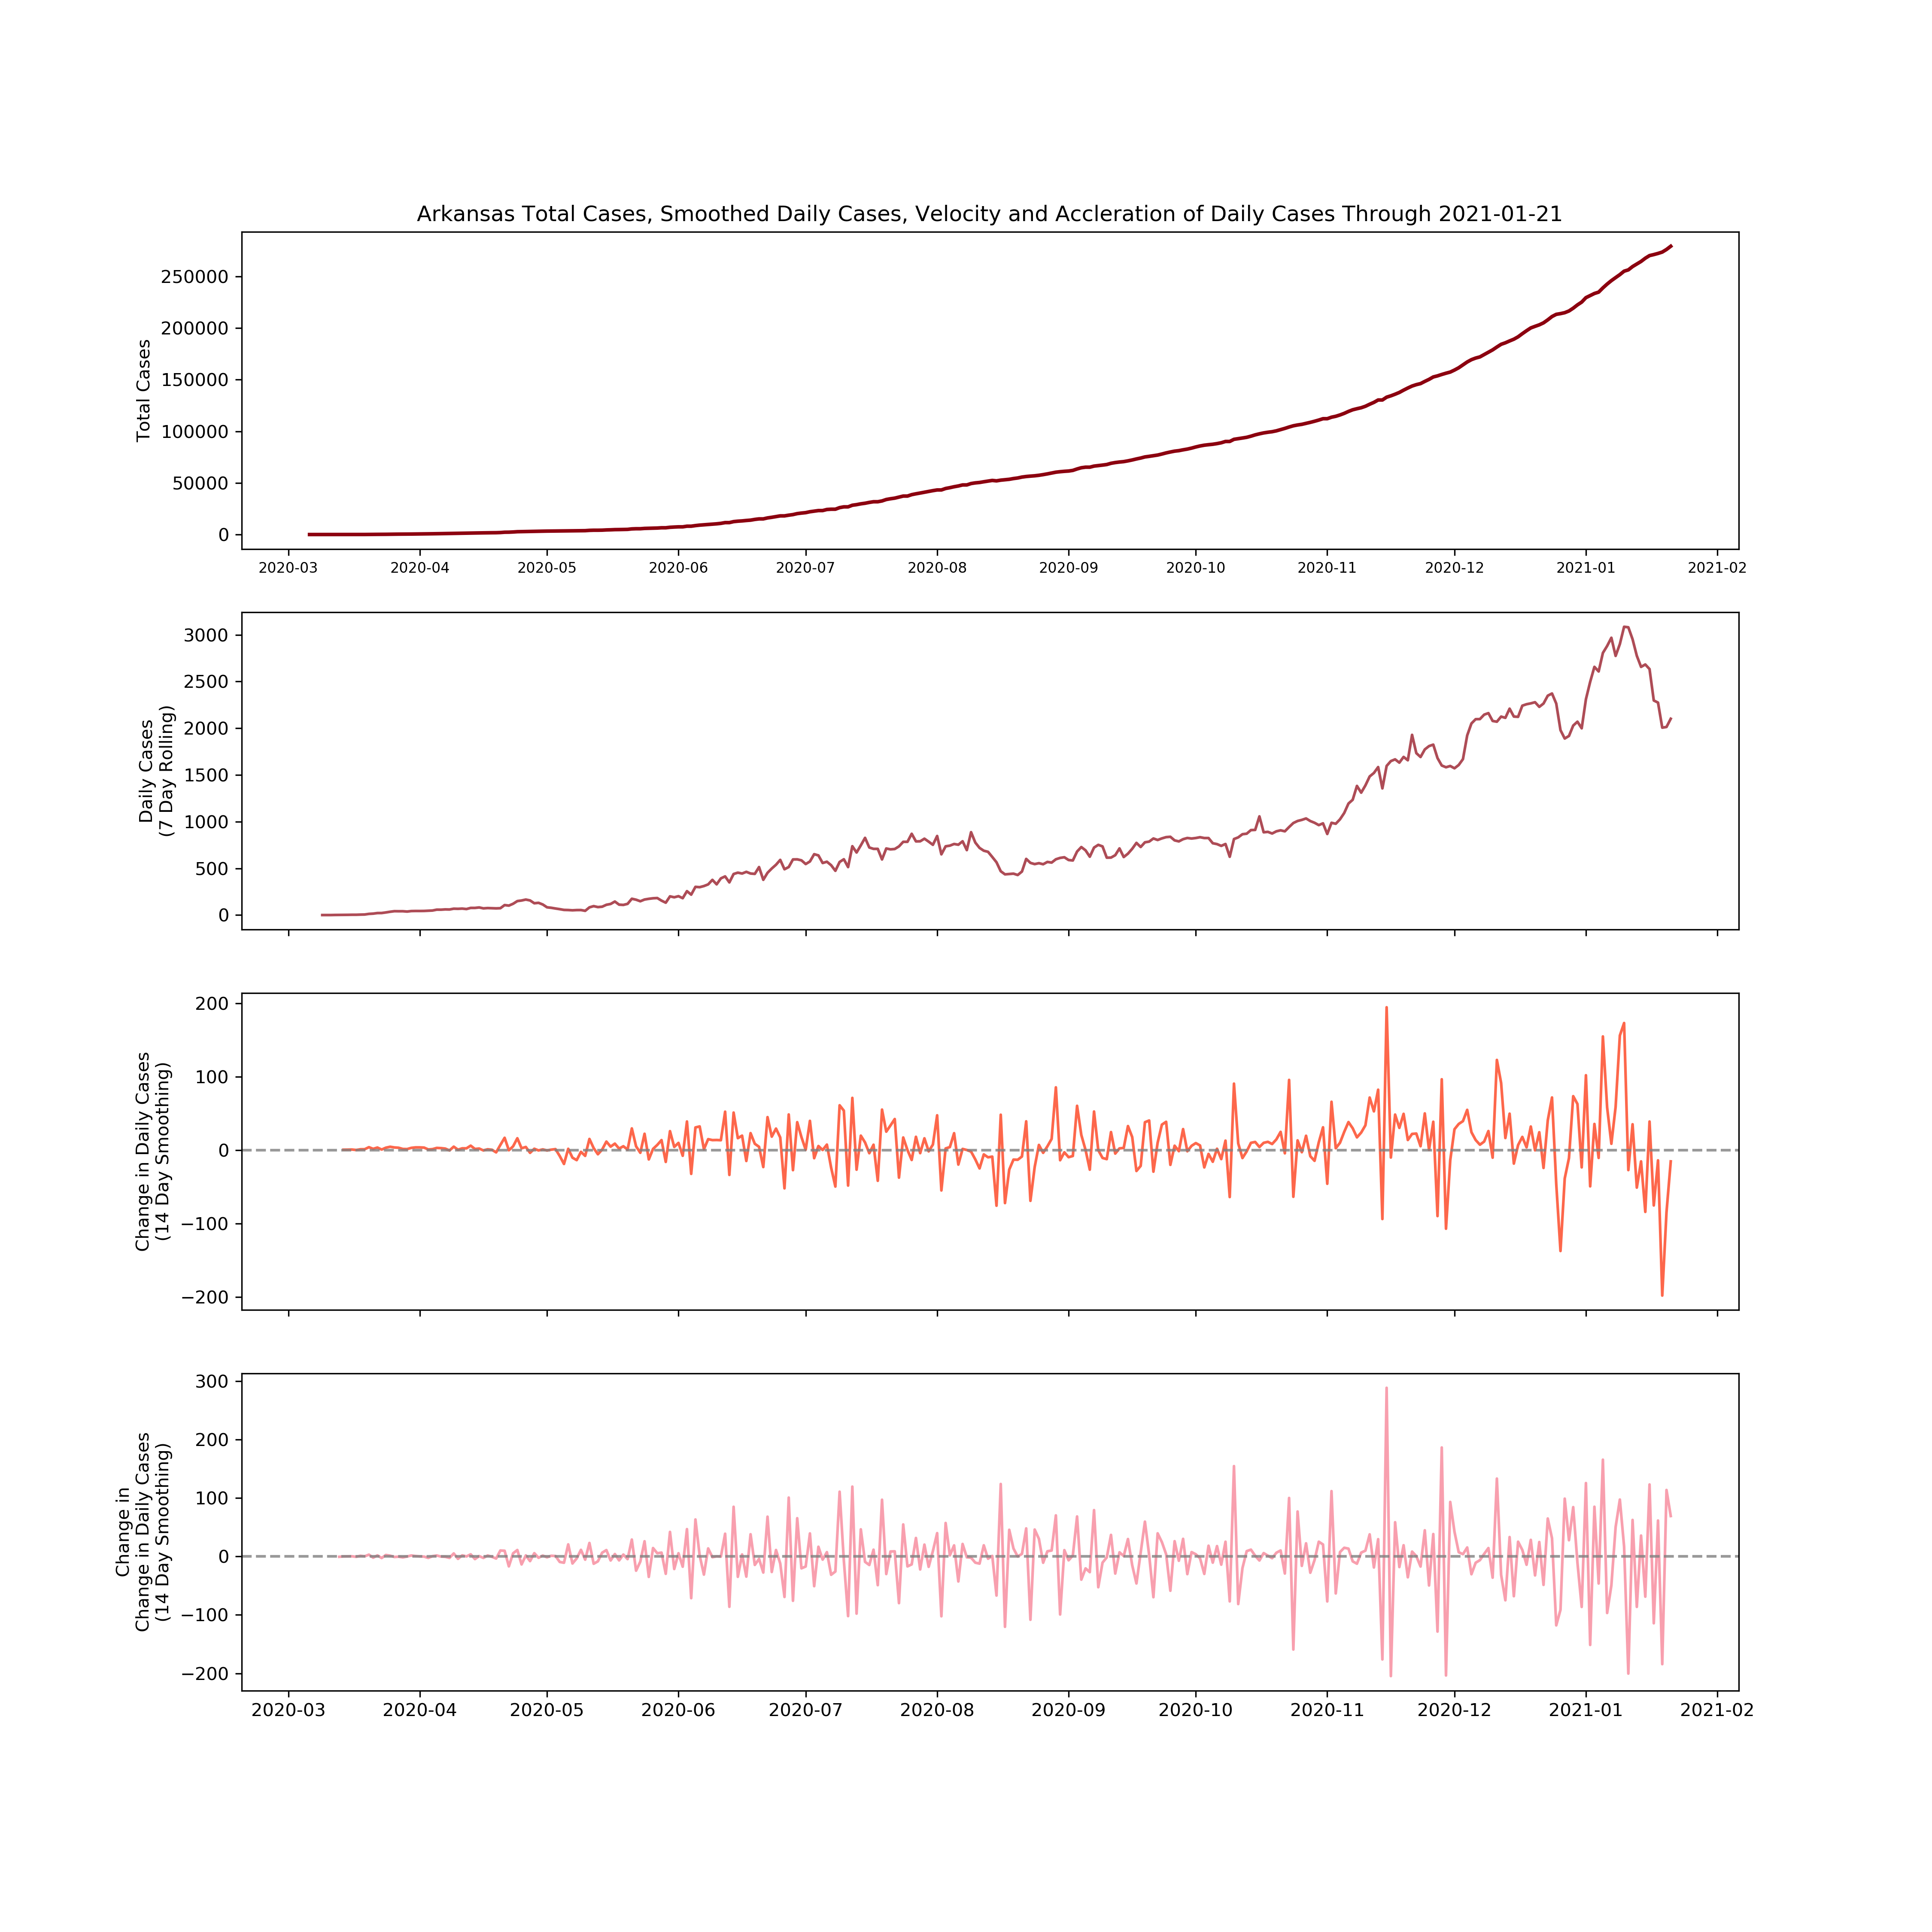 Arkansas Total Cases, Smoothed Daily Cases, Velocity and Accleration of Daily Cases Through 2021-01-21
Total Cases
250000
200000
150000
100000
50000
0
2020-03 2020-04 2020-05 2020-06 2020-07 2020-08 2020-09 2020-10 2020-11 2020-12 2021-01 2021-02
Daily Cases
(7 Day Rolling)
3000
2500
2000
1500
1000
500
0
Change in Daily Cases
(14 Day Smoothing)
200
100
0
−100
−200
Change in
Change in Daily Cases
(14 Day Smoothing)
300
200
100
0
−100
−200
2020-03 2020-04 2020-05 2020-06 2020-07 2020-08 2020-09 2020-10 2020-11 2020-12 2021-01 2021-02